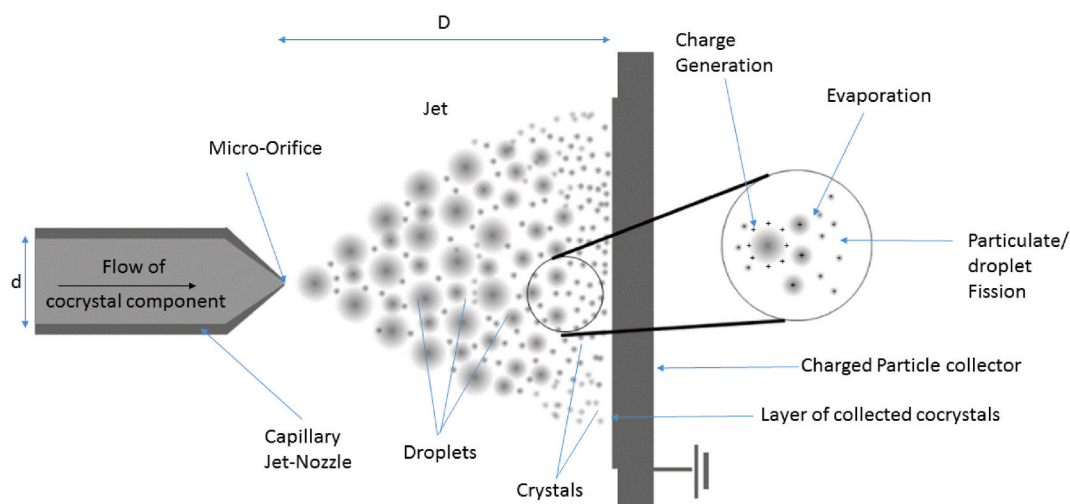 D
Charge
Generation
Evaporation
Jet
Micro-Orifice
d
Flow of
cocrystal component
Particulate/
droplet
Fission
Charged Particle collector
Layer of collected cocrystals
Capillary
Jet-Nozzle
Droplets
Crystals